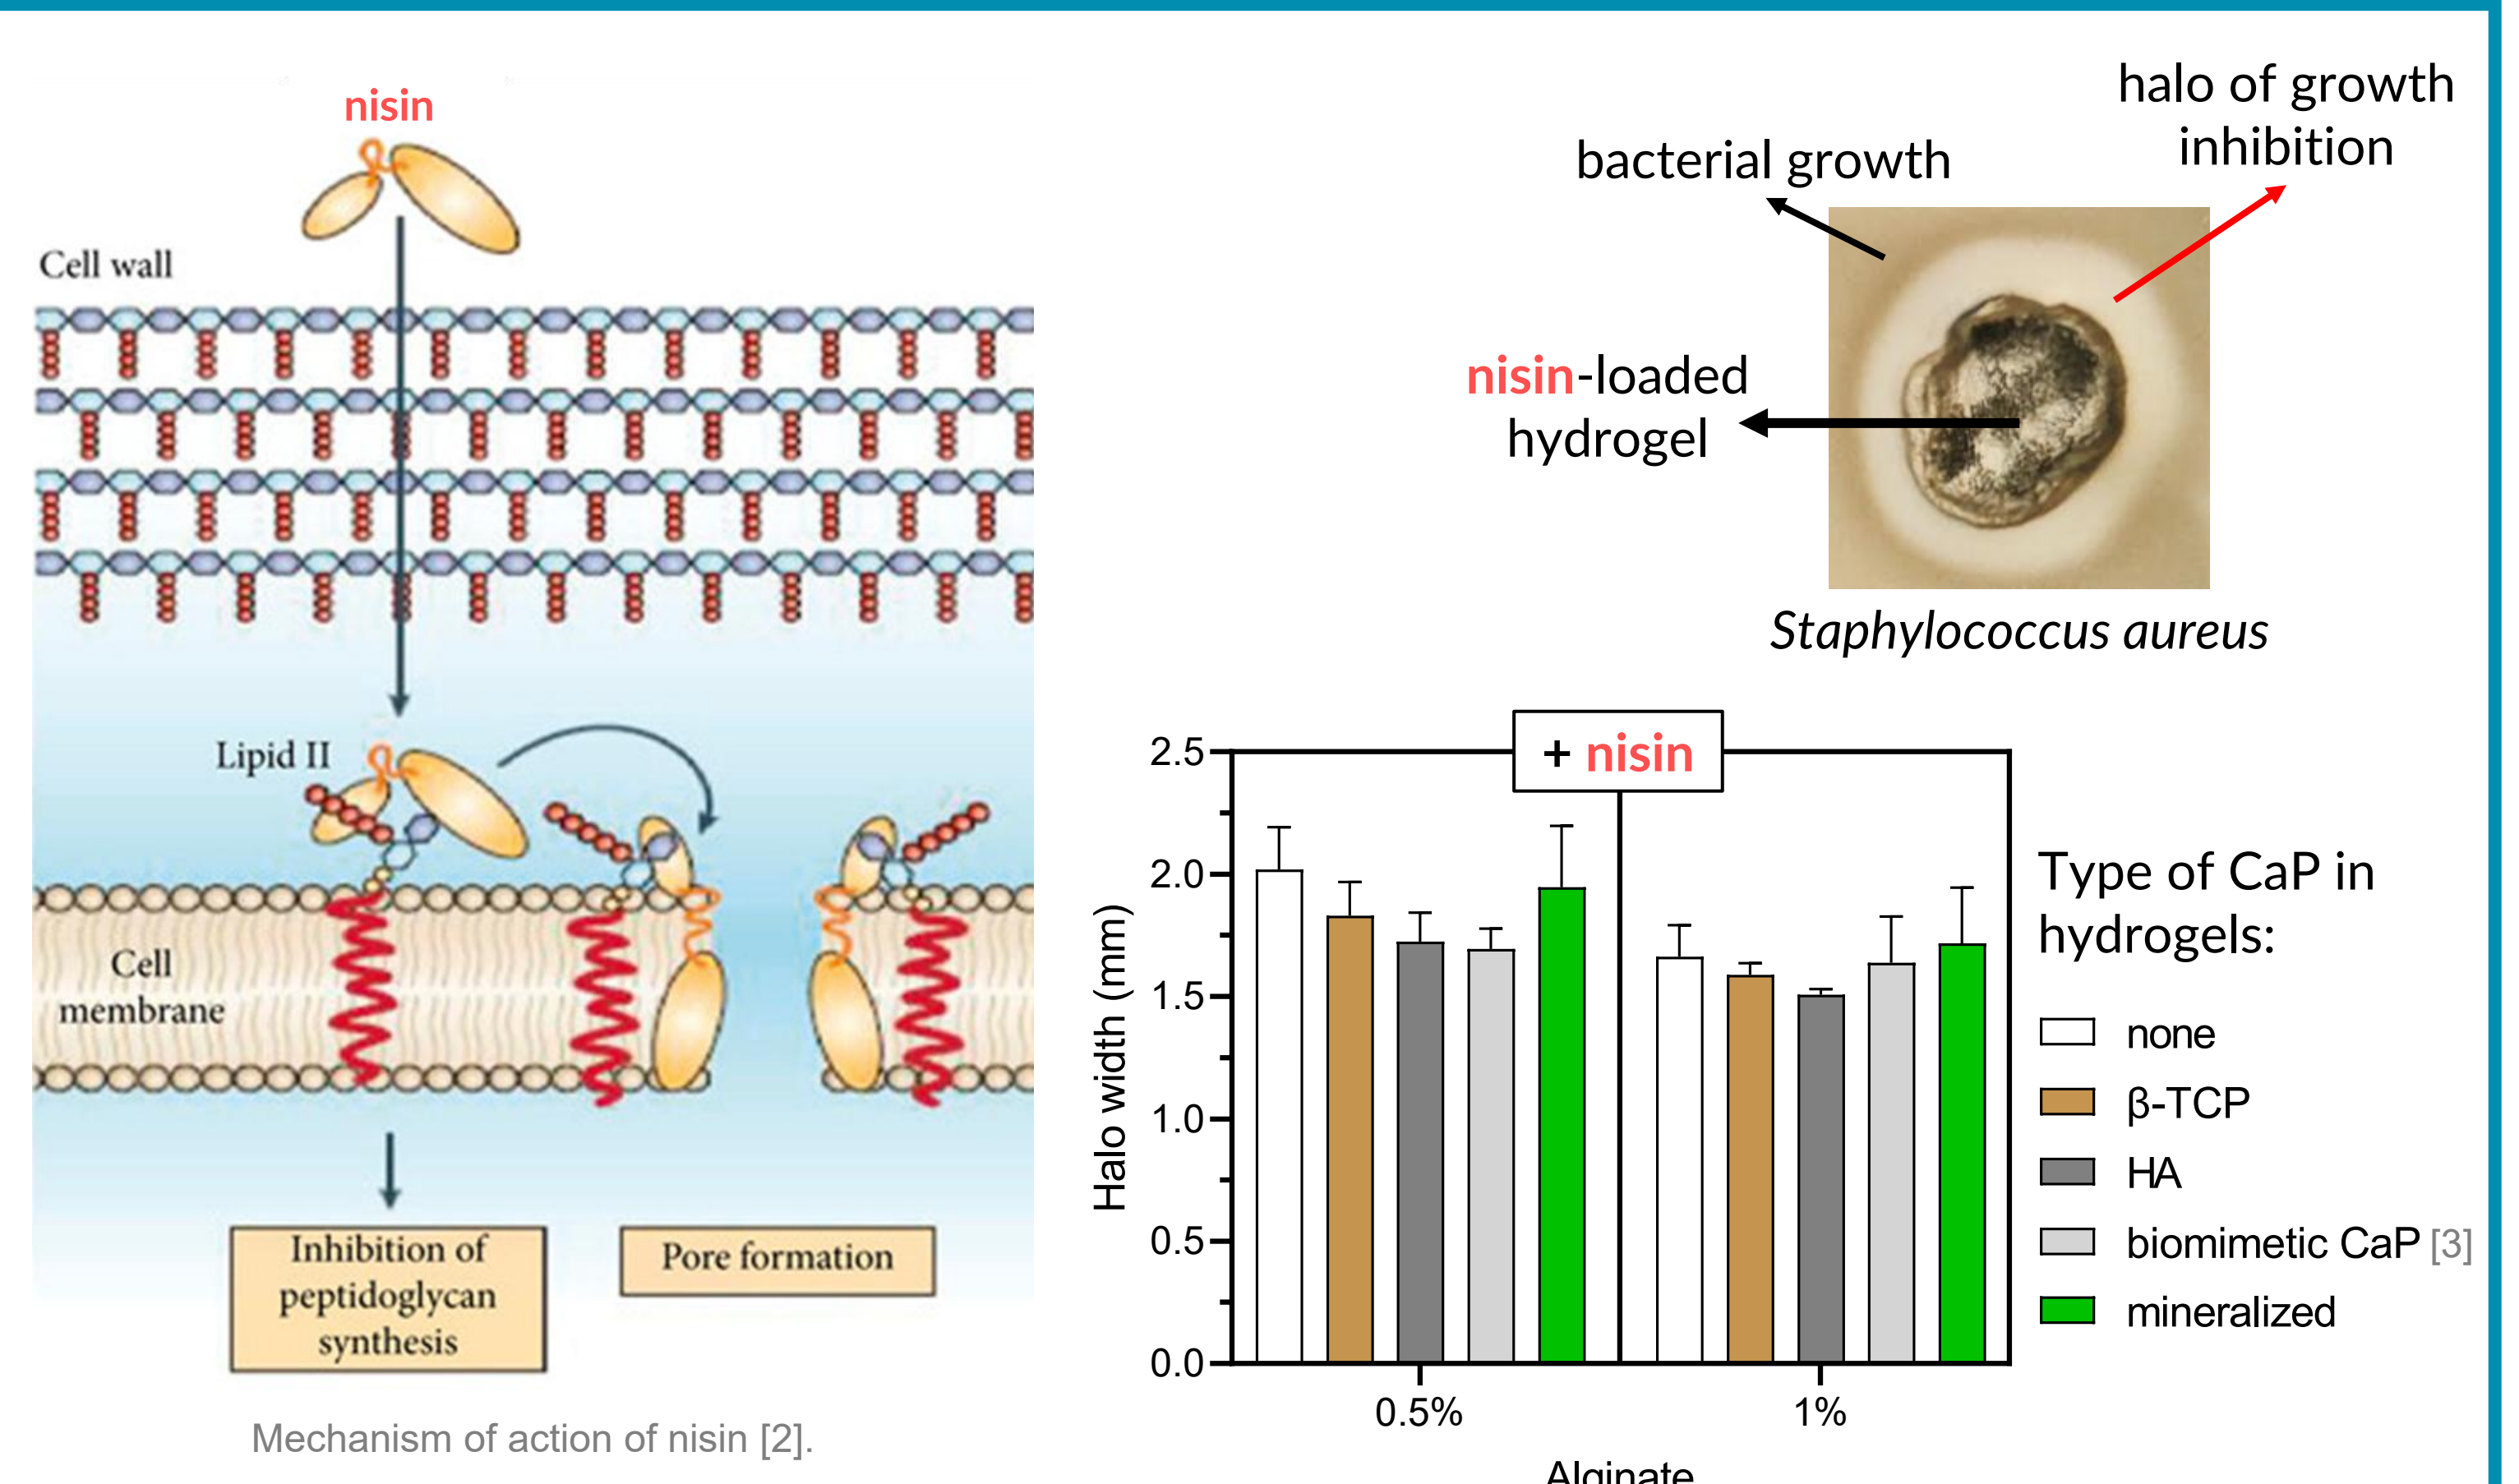 nisin
Cell wall
Lipid II
Cell
membrane
Inhibition of
peptidoglycan
synthesis
Pore formation
Mechanism of action of nisin [2].
halo of growth
inhibition
bacterial growth
nisin-loaded
hydrogel
Staphylococcus aureus
+ nisin
2.5
2.0
1.5
1.0
0.5
0.0
Halo width (mm)
0.5%
1%
Alginate
Type of CaP in
hydrogels:
none
β-TCP
HA
biomimetic CaP [3]
mineralized